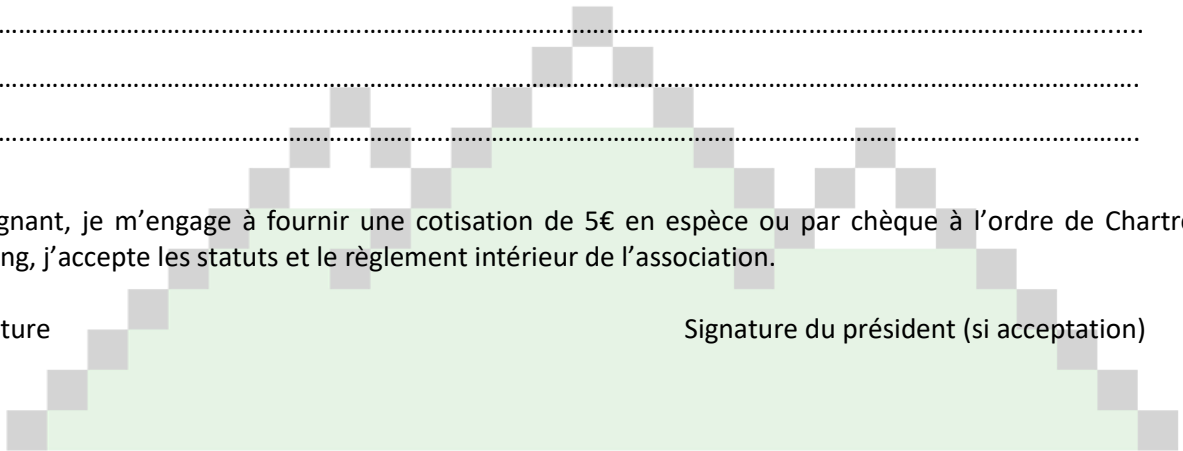 ………………………………………………………………………………………………………………………......
………………………………………………………………………………………………………………………
………………………………………………………………………………………………………………………
gnant, je m’engage à fournir une cotisation de 5€ en espèce ou par chèque à l’ordre de Chartr
ng, j’accepte les statuts et le règlement intérieur de l’association.
ture Signature du président (si acceptation)